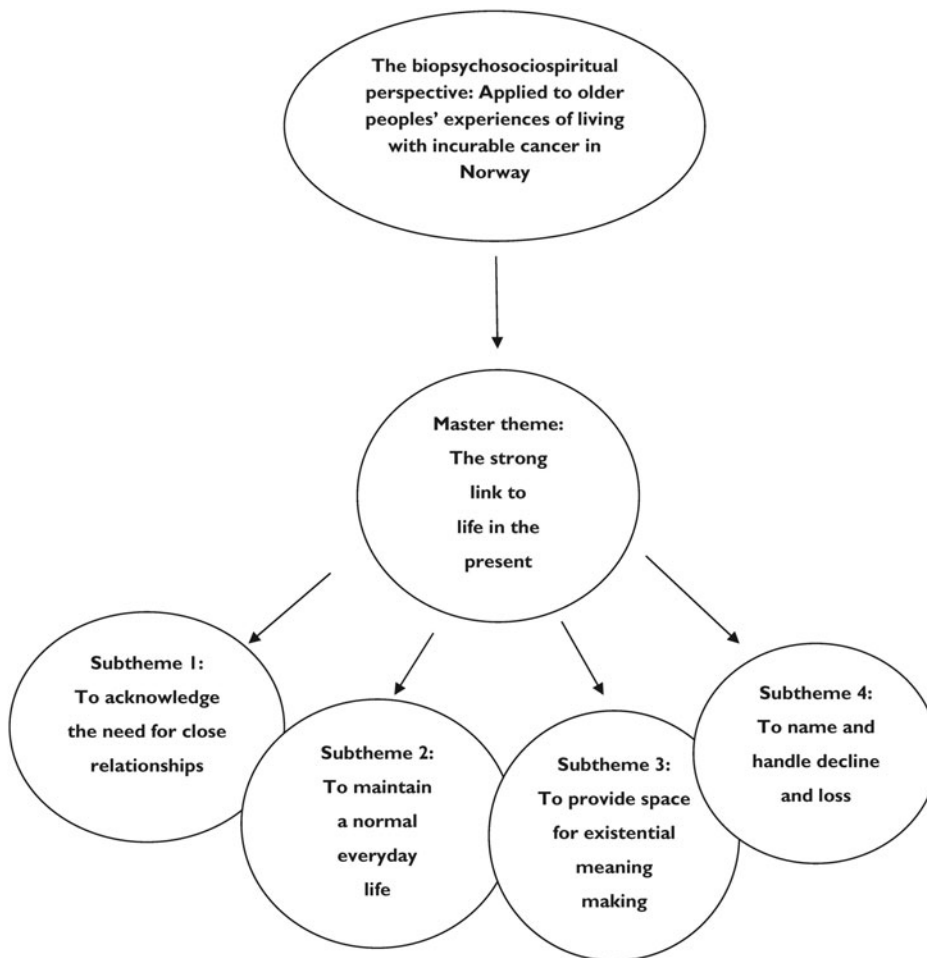 The biopsychosociospiritual
perspective: Applied to older
peoples’ experiences of living
with incurable cancer in
Norway
Master theme:
The strong
link to
life in the
present
Subtheme 1:
To acknowledge
the need for close
relationships
Subtheme 2:
To maintain
a normal
everyday
life
Subtheme 3:
To provide space
for existential
meaning
making
Subtheme 4:
To name and
handle decline
and loss